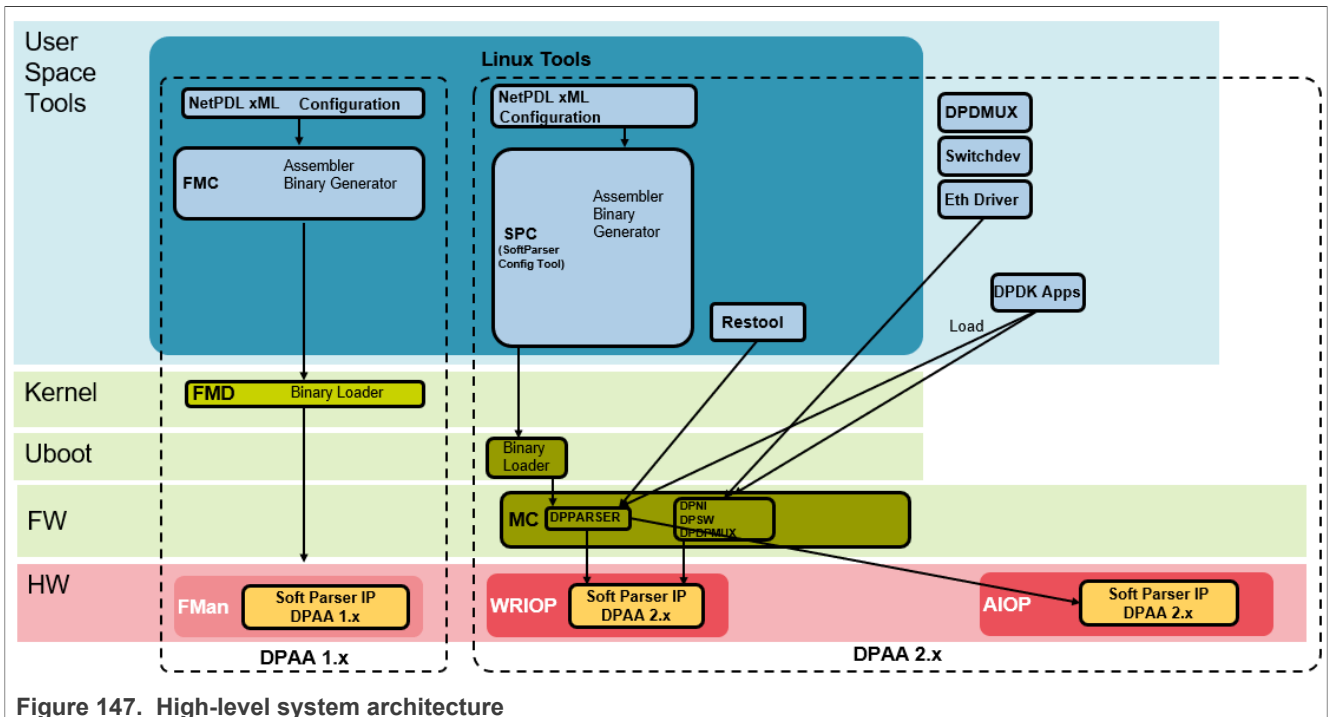 User
Space
Tools
Linux Tools
NetPDL xML Configuration
Assembler
Binary Generator
FMC
NetPDL xML
Configuration
Assembler
Binary
Generator
SPC
(SoftParser
Config Tool)
Restool
DPDMUX
Switchdev
Eth Driver
DPDK Apps
Load
Kernel
FMD Binary Loader
Uboot
Binary
Loader
FW
MC
DPPARSER
DPNI
DPSW
DPDPMUX
HW
FMan
Soft Parser IP
DPAA 1.x
WRIOP
Soft Parser IP
DPAA 2.x
AIOP
Soft Parser IP
DPAA 2.x
DPAA 1.x
DPAA 2.x
Figure 147. High-level system architecture